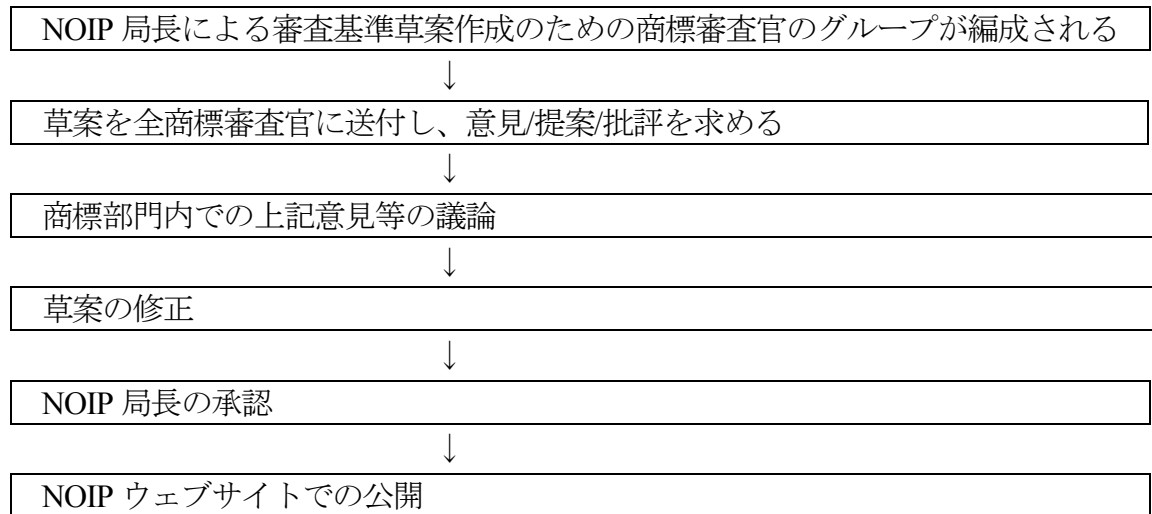 NOIP 局長による審査基準草案作成のための商標審査官のグループが編成される
↓
草案を全商標審査官に送付し、意見/提案/批評を求める
↓
商標部門内での上記意見等の議論
↓
草案の修正
↓
NOIP 局長の承認
↓
NOIP ウェブサイトでの公開